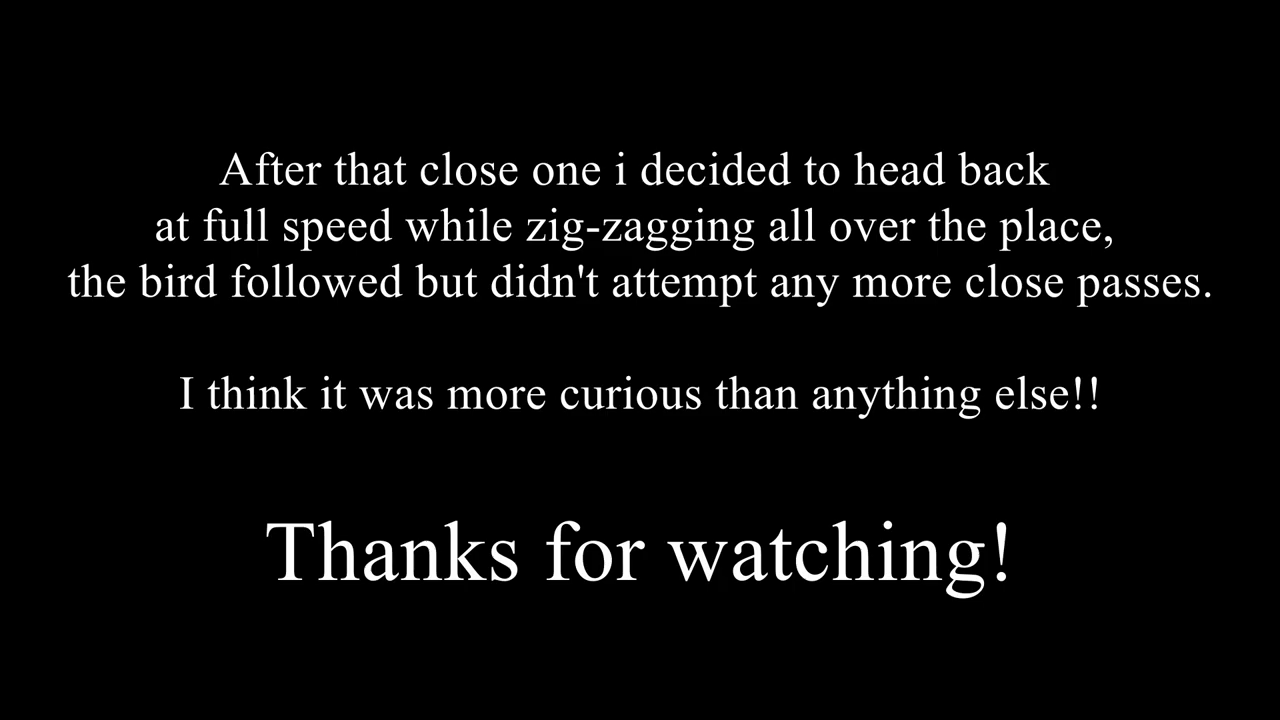 After that close one i decided to head back
at full speed while zig-zagging all over the place,
the bird followed but didn't attempt any more close passes.
I think it was more curious than anything else!!
Thanks for watching!